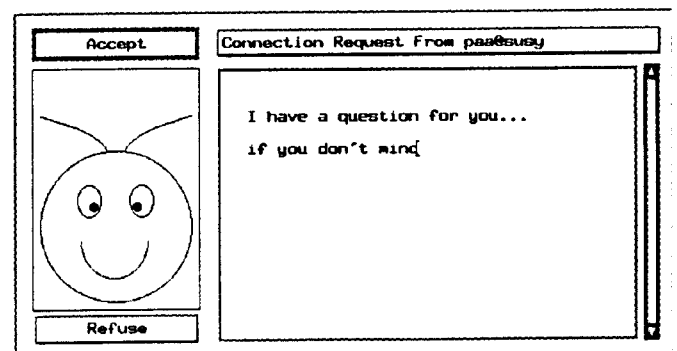 Accept
Connection Request From paa@susy
I have a question for you...
if you don't mind
Refuse